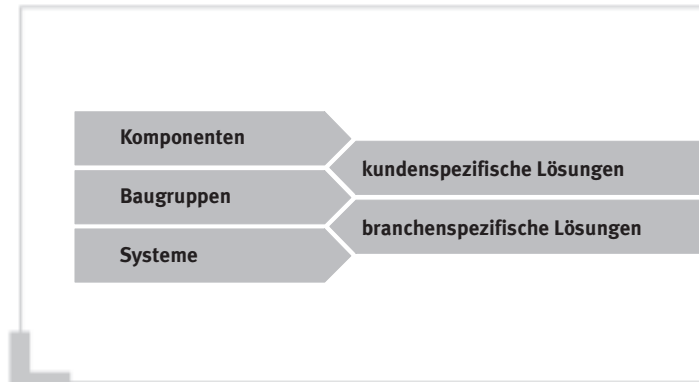 Komponenten
kundenspezifische Lösungen
Baugruppen
branchenspezifische Lösungen
Systeme